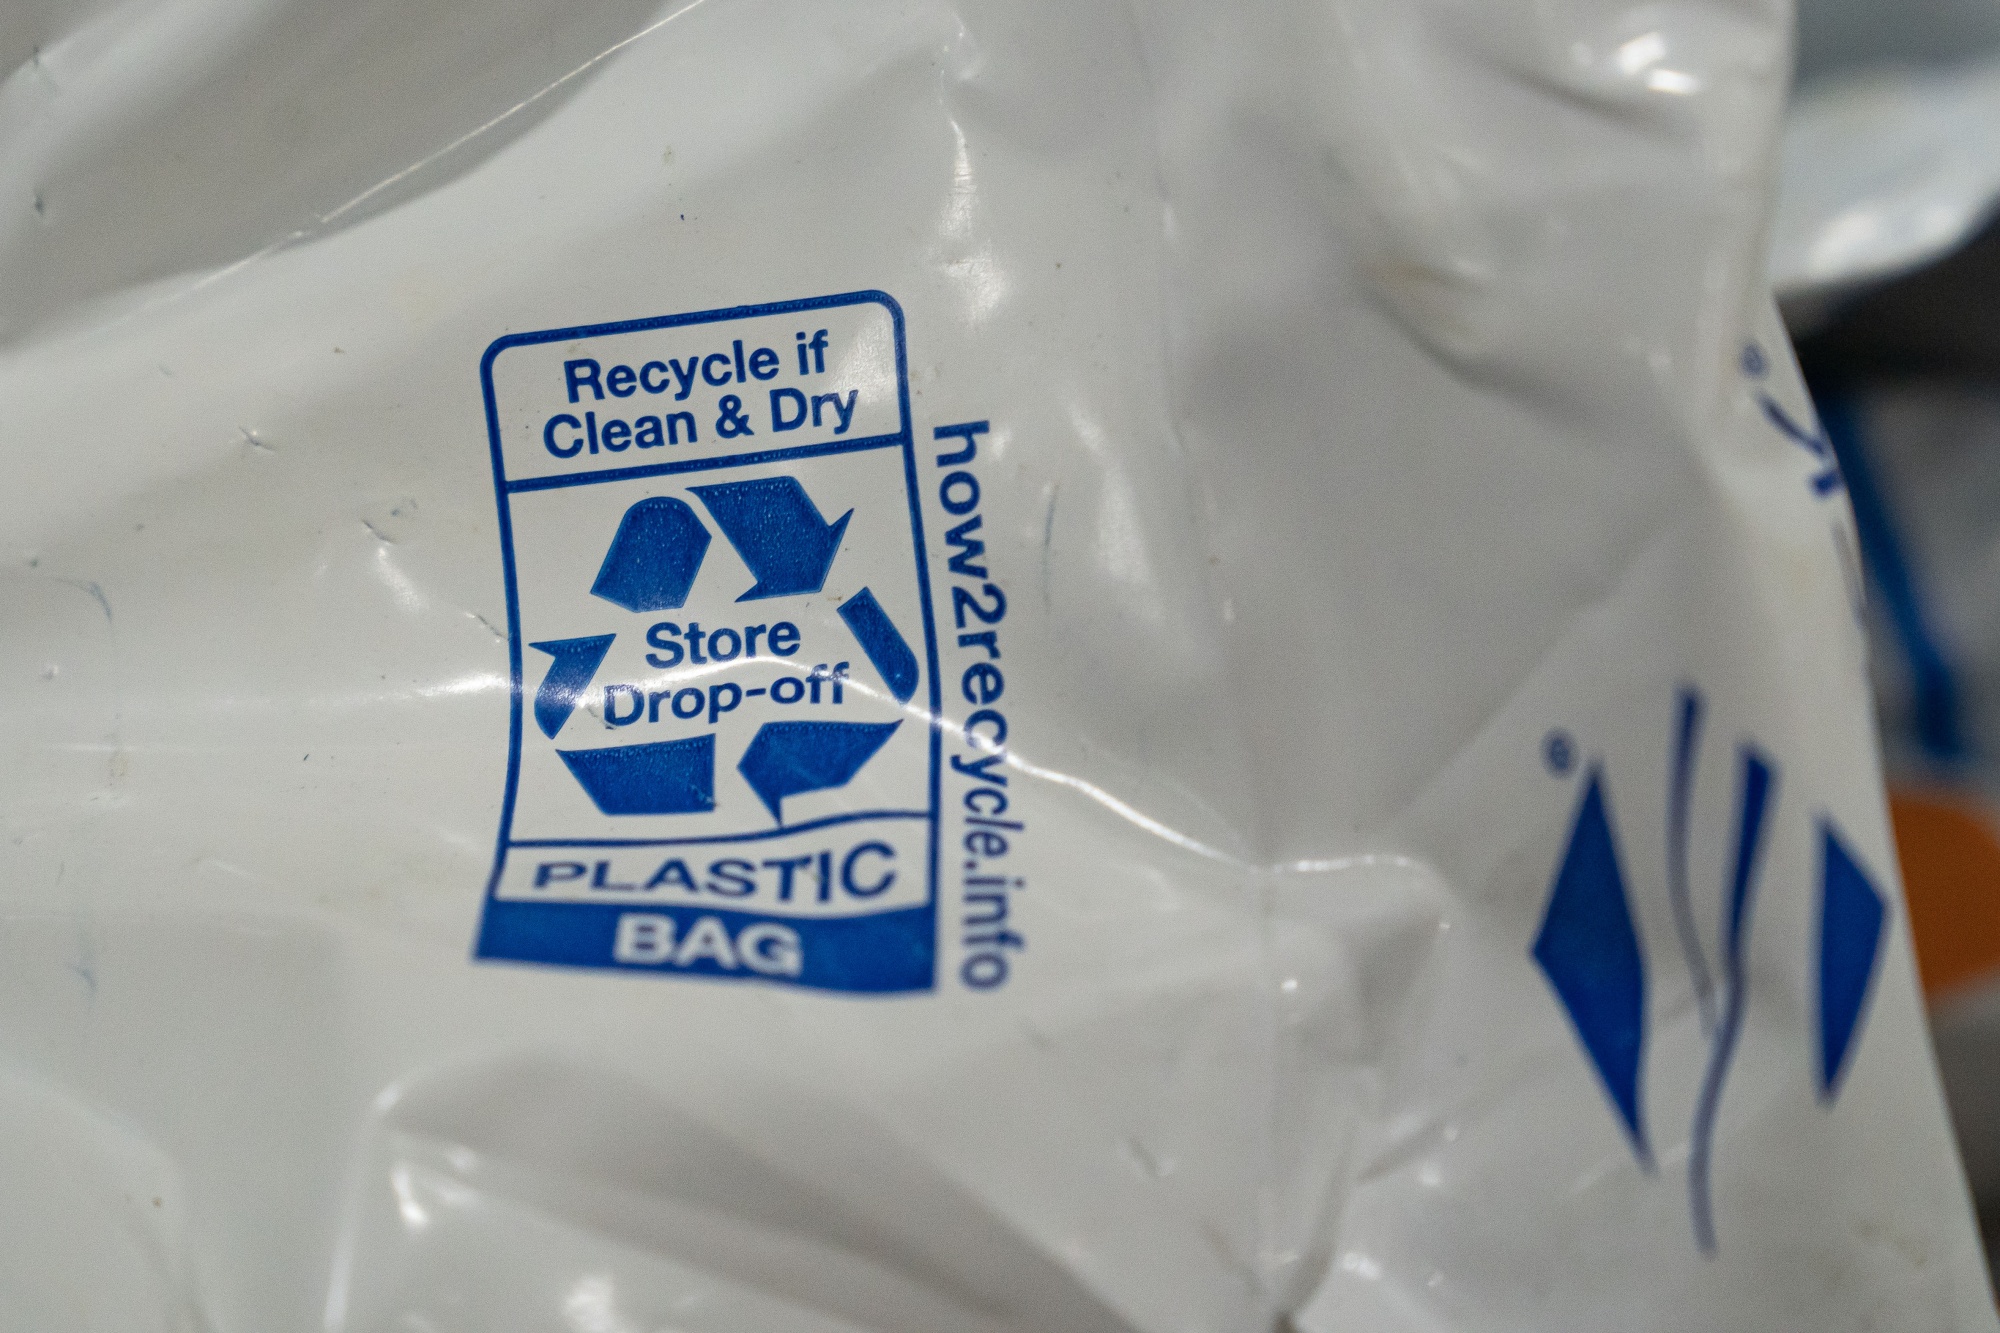 Recycle if
Clean & Dry
Store
Drop-off
PLASTIC
BAG
how2recycle.info